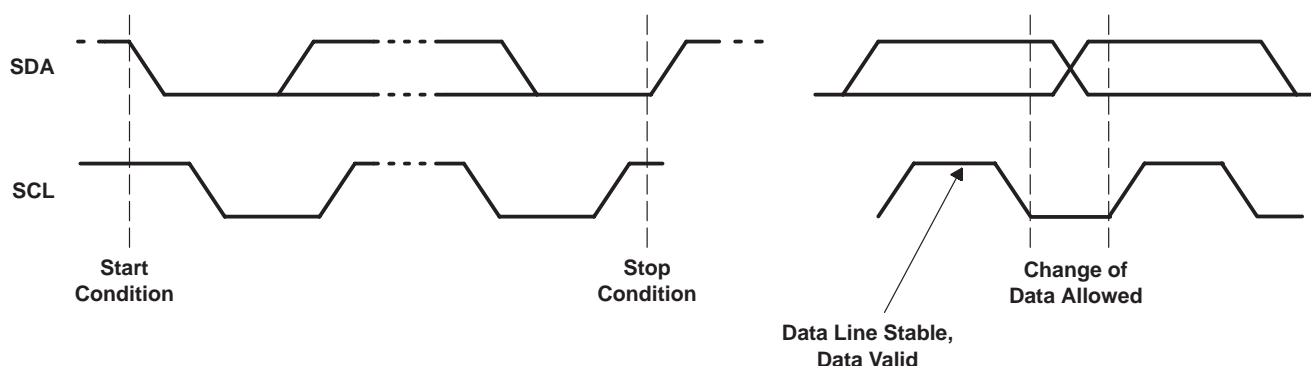 SDA
SCL
Start
Condition
Stop
Condition
Change of
Data Allowed
Data Line Stable,
Data Valid